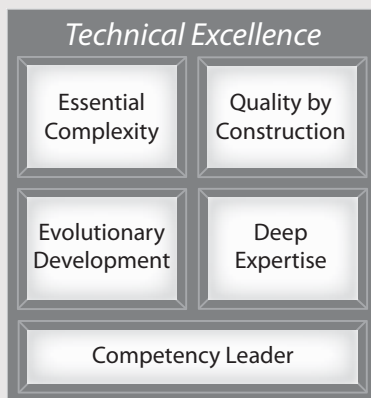 Technical Excellence
Essential
Complexity
Quality by
Construction
Evolutionary
Development
Deep
Expertise
Competency Leader